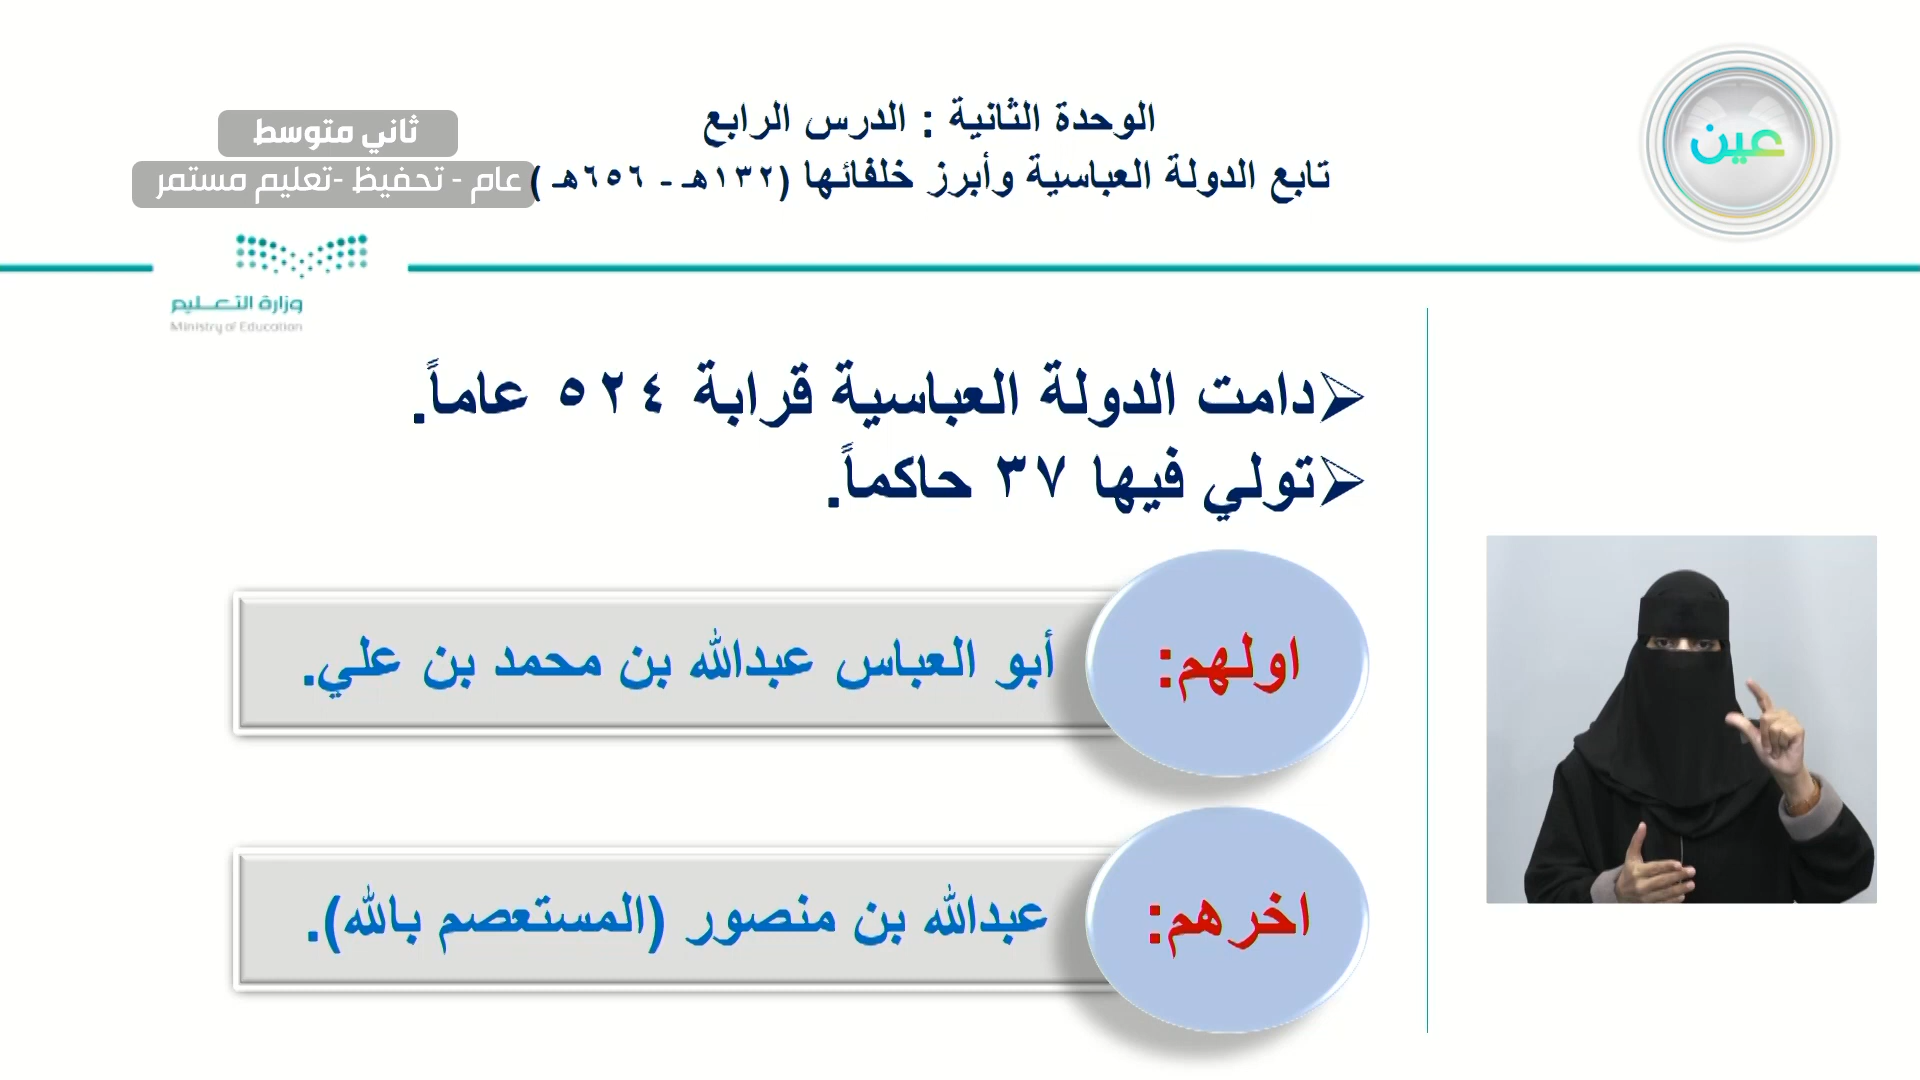 الوحدة الثانية : الدرس الرابع
تابع الدولة العباسية وأبرز خلفائها (١٣٢هـ - ٦٥٦هـ )
ثاني متوسط
عام - تحفيظ -تعليم مستمر
عين
وزارة التعليم
Ministry of Education
دامت الدولة العباسية قرابة ٥٢٤ عاماً.
تولي فيها ٣٧ حاكماً.
اولهم:
أبو العباس عبدالله بن محمد بن علي.
اخرهم:
عبدالله بن منصور (المستعصم بالله).